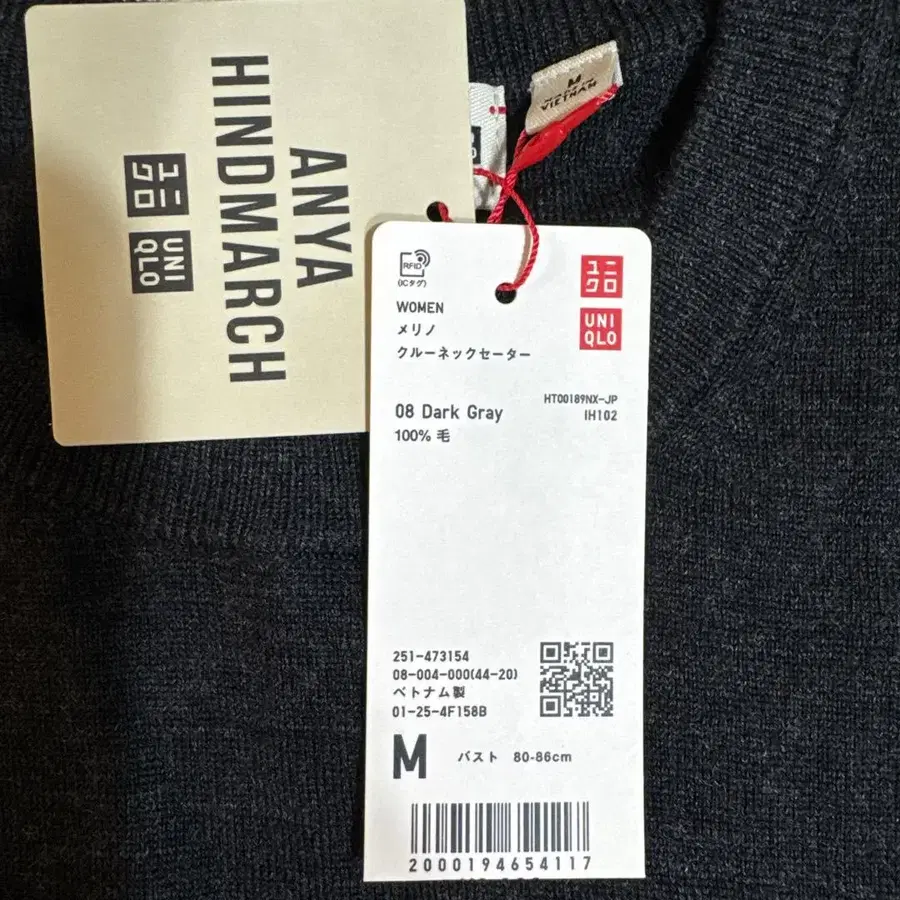 ANYA
HINDMARCH
ユニ
クロ
UNI
QLO
M
MADE IN
VIETNAM
RFID
(ICタグ)
ユニ
クロ
UNI
QLO
WOMEN
メリノ
クルーネックセーター
08 Dark Gray
HT00189NX-JP
IH102
100% 毛
251-473154
08-004-000(44-20)
ベトナム製
01-25-4F158B
M バスト 80-86cm
2000194654117